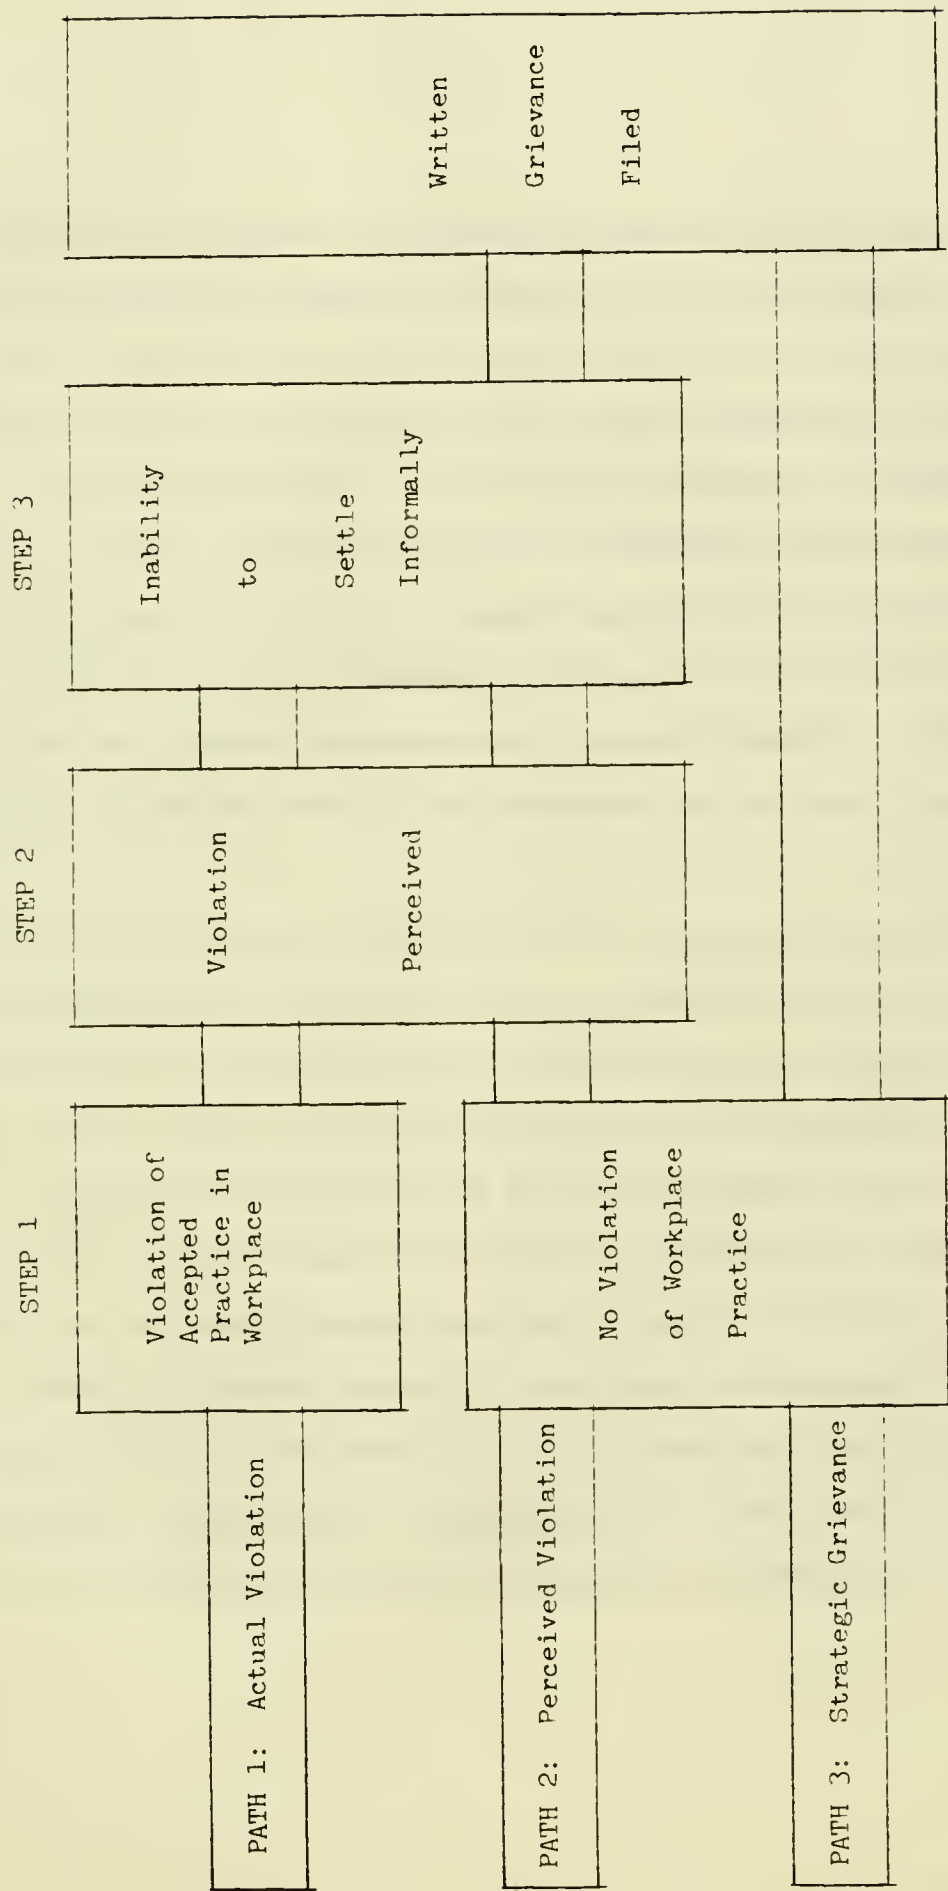 STEP 1
STEP 2
STEP 3
PATH 1: Actual Violation
Violation of
Accepted
Practice in
Workplace
Violation
Perceived
Inability
to
Settle
Informally
Written
Grievance
Filed
PATH 2: Perceived Violation
No Violation
of Workplace
Practice
PATH 3: Strategic Grievance